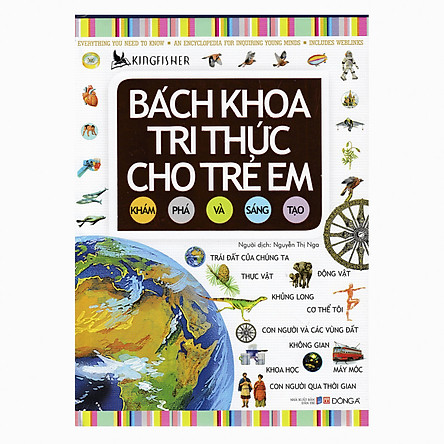 EVERYTHING YOU NEED TO KNOW • AN ENCYCLOPEDIA FOR INQUIRING YOUNG MINDS • INCLUDES WEBLINKS
KINGFISHER
BÁCH KHOA
TRI THỨC
CHO TRẺ EM
KHÁM PHÁ VÀ SÁNG TẠO
Người dịch: Nguyễn Thị Nga
TRÁI ĐẤT CỦA CHÚNG TA
THỰC VẬT
ĐỘNG VẬT
KHỦNG LONG
CƠ THỂ TÔI
CON NGƯỜI VÀ CÁC VÙNG ĐẤT
KHÔNG GIAN
KHOA HỌC
MÁY MÓC
CON NGƯỜI QUA THỜI GIAN
ĐÔNG A